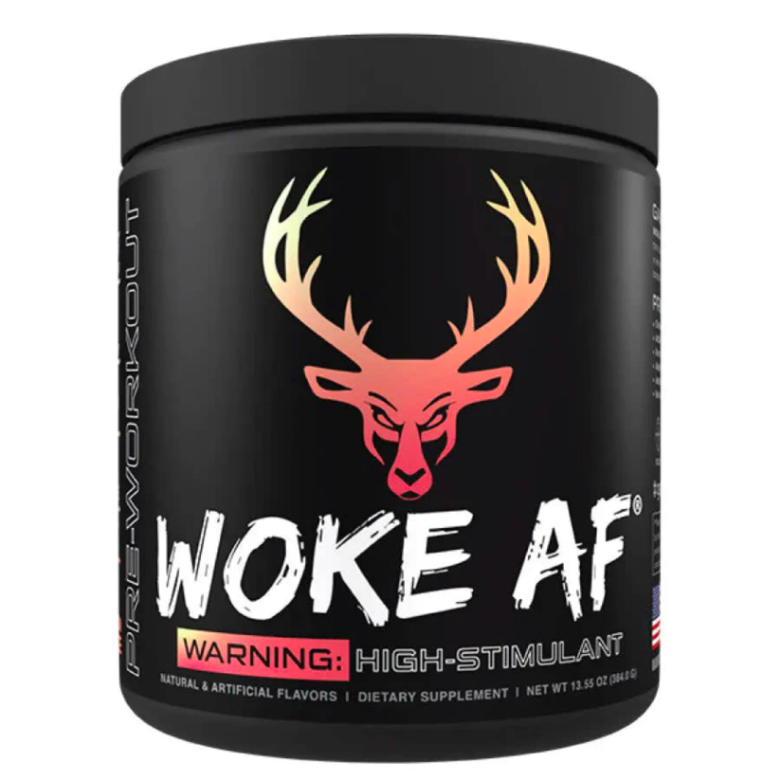 PRE-WORKOUT
WOKE AF®
WARNING: HIGH-STIMULANT
NATURAL & ARTIFICIAL FLAVORS | DIETARY SUPPLEMENT | NET WT 13.55 OZ (384.0 G)